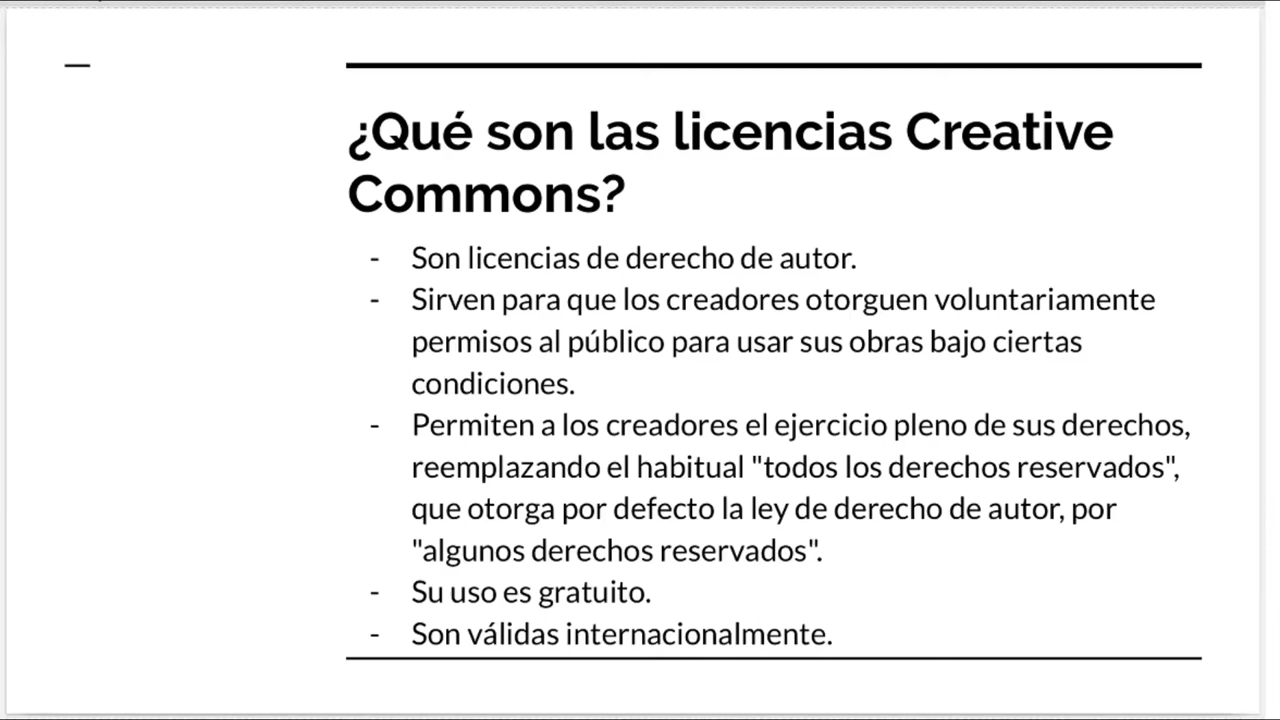 ¿Qué son las licencias Creative
Commons?
- Son licencias de derecho de autor.
- Sirven para que los creadores otorguen voluntariamente
permisos al público para usar sus obras bajo ciertas
condiciones.
- Permiten a los creadores el ejercicio pleno de sus derechos,
reemplazando el habitual "todos los derechos reservados",
que otorga por defecto la ley de derecho de autor, por
"algunos derechos reservados".
- Su uso es gratuito.
- Son válidas internacionalmente.